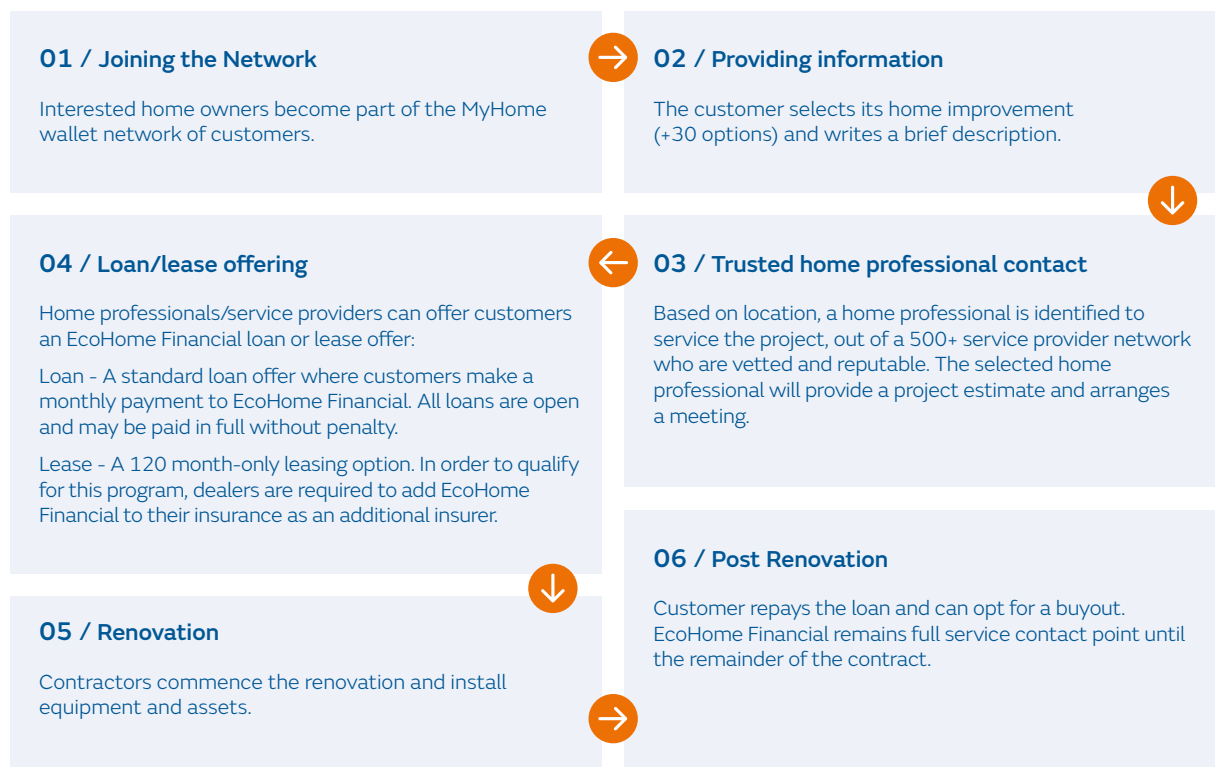 01 / Joining the Network
Interested home owners become part of the MyHome
wallet network of customers.
02 / Providing information
The customer selects its home improvement
(+30 options) and writes a brief description.
03 / Trusted home professional contact
Based on location, a home professional is identified to
service the project, out of a 500+ service provider network
who are vetted and reputable. The selected home
professional will provide a project estimate and arranges
a meeting.
04 / Loan/lease offering
Home professionals/service providers can offer customers
an EcoHome Financial loan or lease offer:
Loan - A standard loan offer where customers make a
monthly payment to EcoHome Financial. All loans are open
and may be paid in full without penalty.
Lease - A 120 month-only leasing option. In order to qualify
for this program, dealers are required to add EcoHome
Financial to their insurance as an additional insurer.
05 / Renovation
Contractors commence the renovation and install
equipment and assets.
06 / Post Renovation
Customer repays the loan and can opt for a buyout.
EcoHome Financial remains full service contact point until
the remainder of the contract.